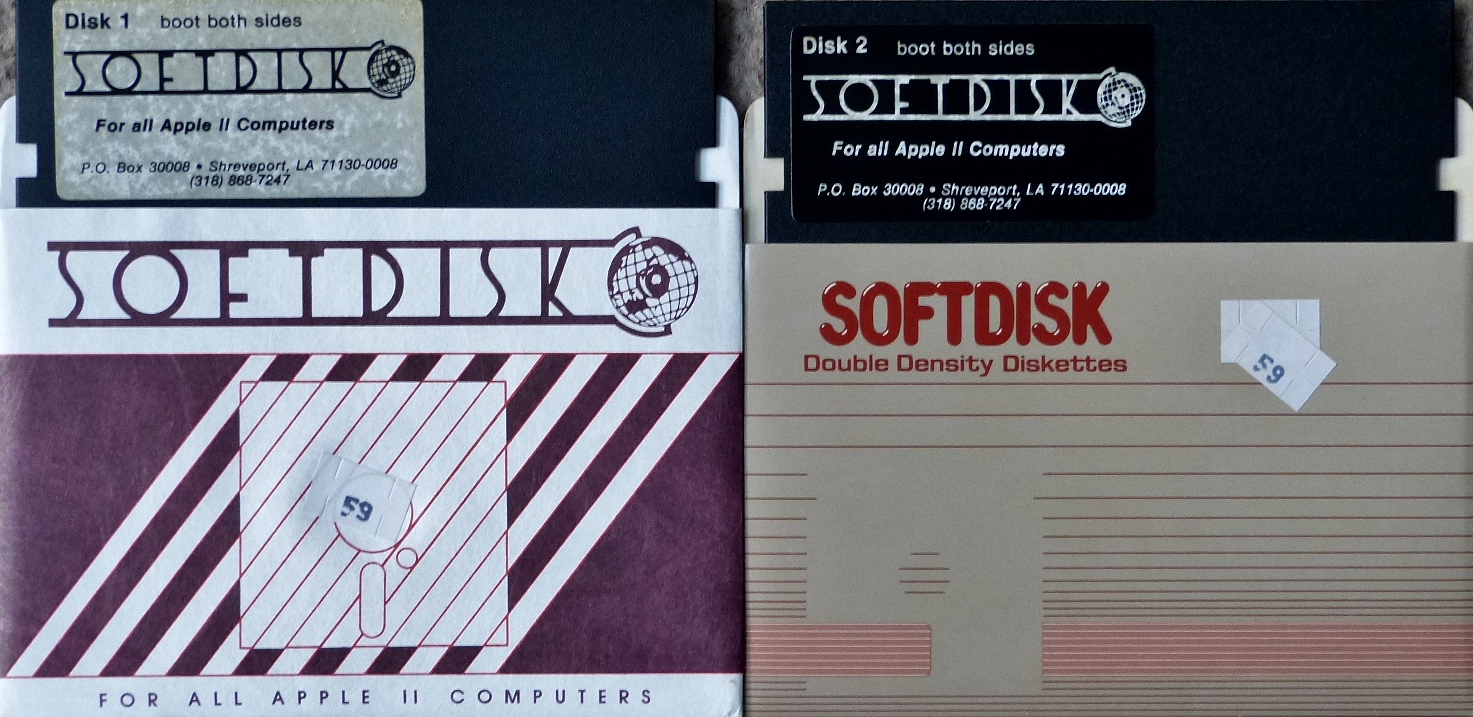 Disk 1 boot both sides
SOFTDISK
For all Apple II Computers
P.O. Box 30008 • Shreveport, LA 71130-0008
(318) 868-7247
SOFTDISK
59
FOR ALL APPLE II COMPUTERS
Disk 2 boot both sides
SOFTDISK
For all Apple II Computers
P.O. Box 30008 • Shreveport, LA 71130-0008
(318) 868-7247
SOFTDISK
Double Density Diskettes
59